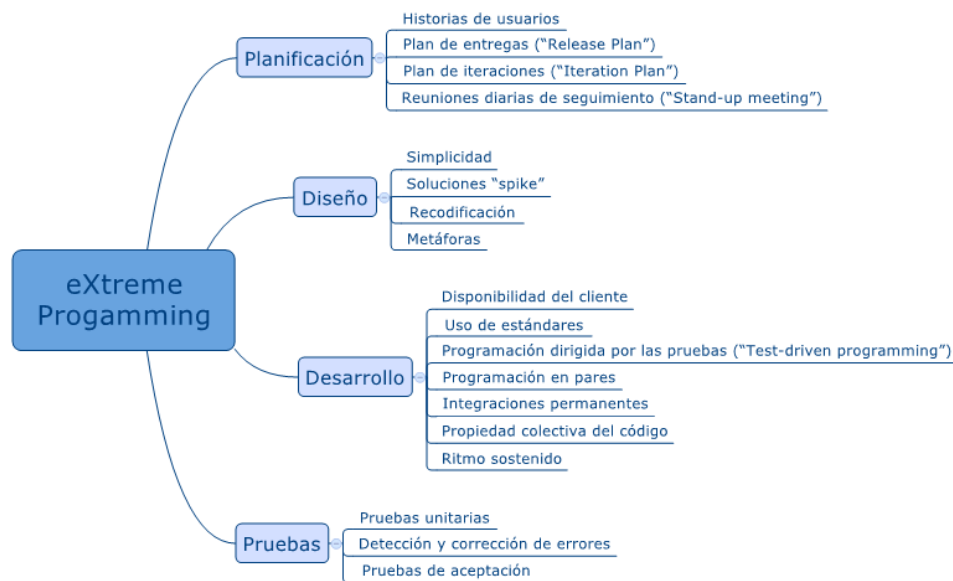 Historias de usuarios
Planificación
Plan de entregas (“Release Plan”)
Plan de iteraciones (“Iteration Plan”)
Reuniones diarias de seguimiento (“Stand-up meeting”)
Simplicidad
Diseño
Soluciones “spike”
Recodificación
Metáforas
eXtreme
Progamming
Disponibilidad del cliente
Uso de estándares
Programación dirigida por las pruebas (“Test-driven programming”)
Desarrollo
Programación en pares
Integraciones permanentes
Propiedad colectiva del código
Ritmo sostenido
Pruebas unitarias
Pruebas
Detección y corrección de errores
Pruebas de aceptación